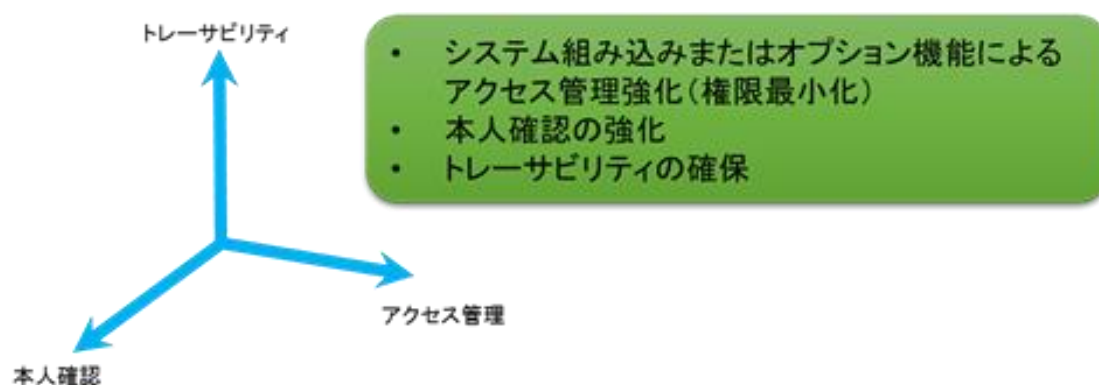 トレーサビリティ
• システム組み込みまたはオプション機能による
アクセス管理強化（権限最小化）
• 本人確認の強化
• トレーサビリティの確保
アクセス管理
本人確認